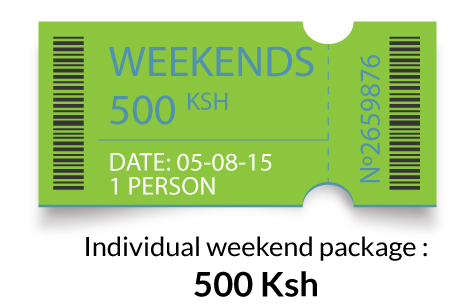 WEEKENDS
500 KSH
DATE: 05-08-15
1 PERSON
Nº2659876
Individual weekend package :
500 Ksh